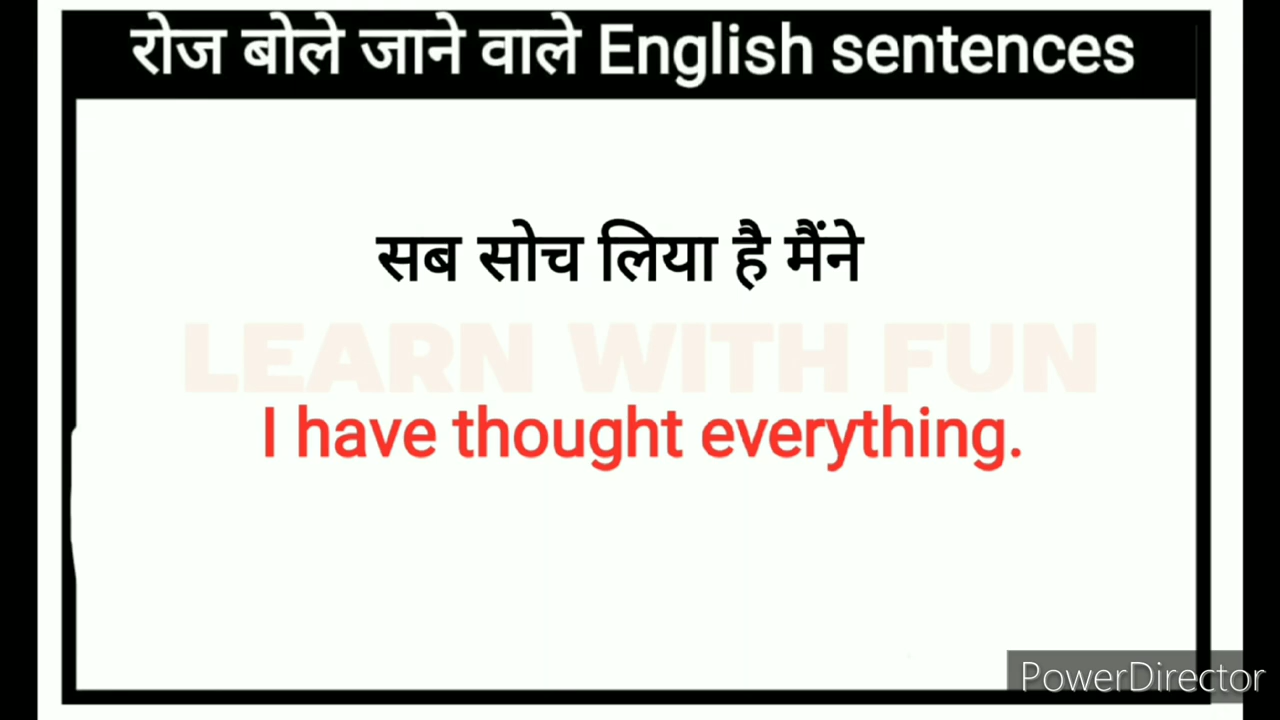 रोज बोले जाने वाले English sentences
सब सोच लिया है मैंने
LEARN WITH FUN
I have thought everything.
PowerDirector